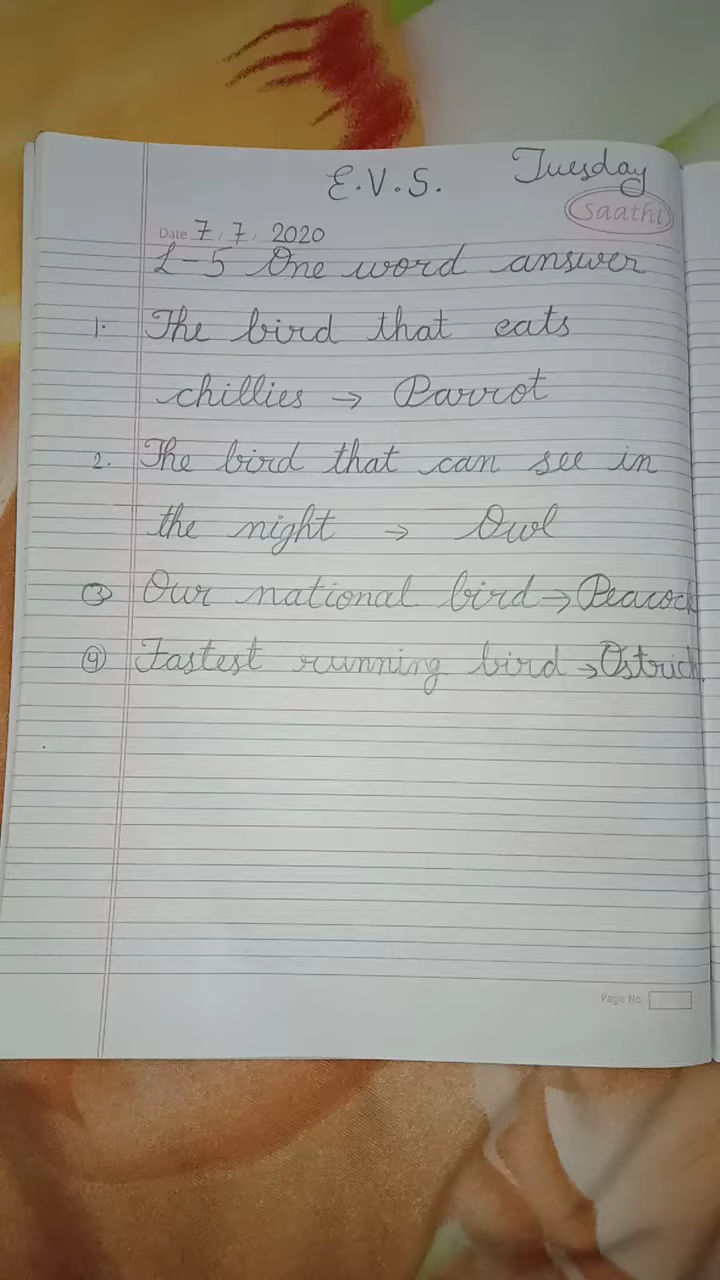 E.V.S. Tuesday
saathi
Date 7. 7. 2020
L-5 One word answer
1. The bird that eats
chillies → Parrot
2. The bird that can see in
the night → Owl
③ Our national bird → Peacock
④ Fastest running bird → Ostrich
Page No.